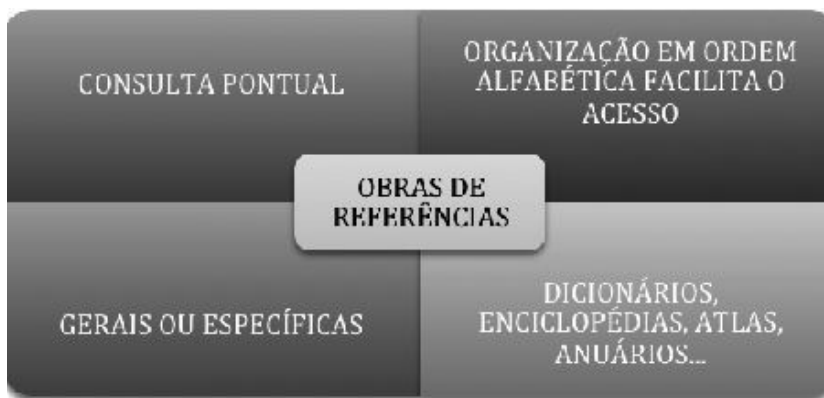 CONSULTA PONTUAL
ORGANIZAÇÃO EM ORDEM
ALFABÉTICA FACILITA O
ACESSO
OBRAS DE
REFERÊNCIAS
GERAIS OU ESPECÍFICAS
DICIONÁRIOS,
ENCICLOPÉDIAS, ATLAS,
ANUÁRIOS...